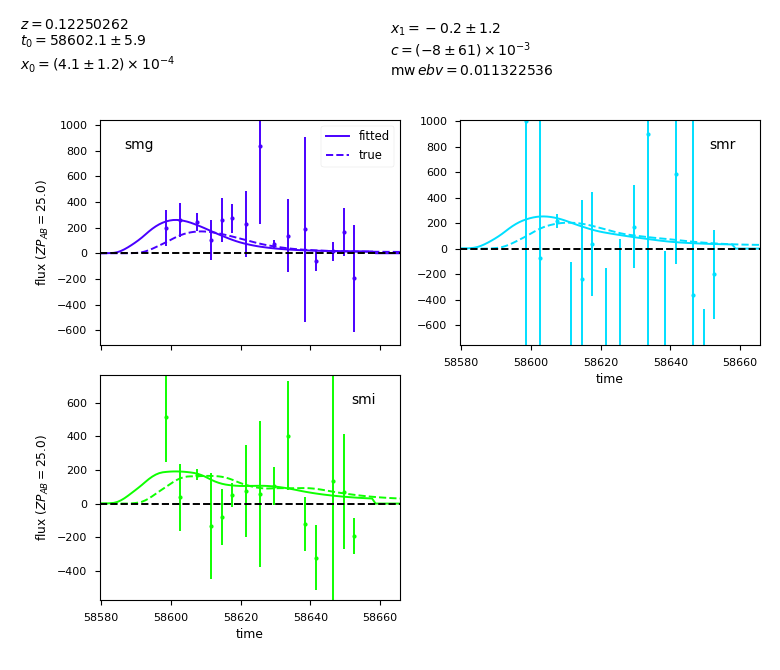 z = 0.12250262
t₀ = 58602.1 ± 5.9
x₀ = (4.1 ± 1.2) × 10⁻⁴
x₁ = −0.2 ± 1.2
c = (−8 ± 61) × 10⁻³
mw ebv = 0.011322536
smg
fitted
true
1000
800
600
400
200
0
−200
−400
−600
flux (ZP_AB = 25.0)
smr
1000
800
600
400
200
0
−200
−400
−600
58580 58600 58620 58640 58660
time
smi
600
400
200
0
−200
−400
flux (ZP_AB = 25.0)
58580 58600 58620 58640 58660
time